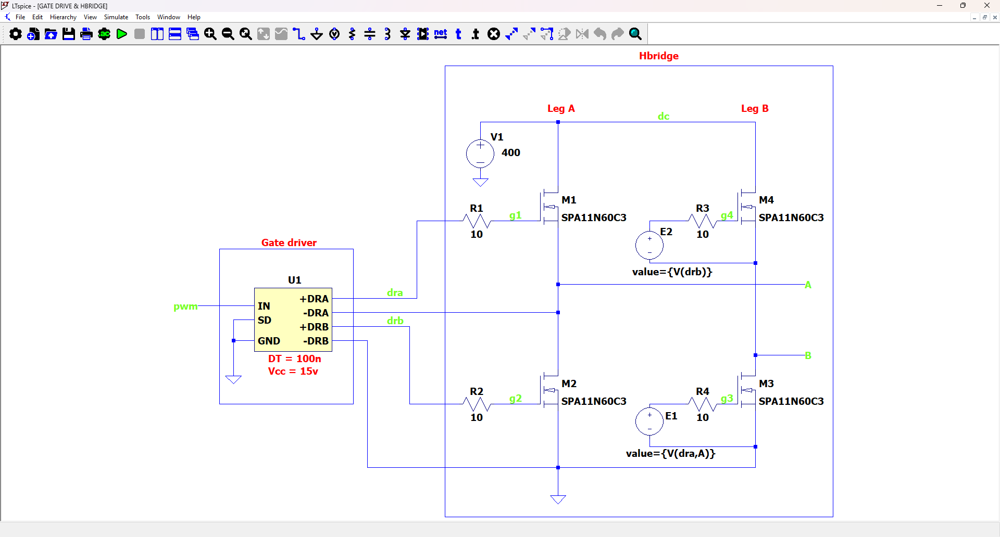 LTspice - [GATE DRIVE & HBRIDGE]
File Edit Hierarchy View Simulate Tools Window Help
.ac
net
t
.t
Hbridge
Leg A
Leg B
dc
V1
400
M1
SPA11N60C3
R1
g1
10
M4
SPA11N60C3
R3
g4
10
E2
value={V(drb)}
Gate driver
U1
pwm
IN
SD
GND
+DRA
-DRA
+DRB
-DRB
DT = 100n
Vcc = 15v
dra
drb
A
B
R2
g2
10
M2
SPA11N60C3
R4
g3
10
M3
SPA11N60C3
E1
value={V(dra,A)}